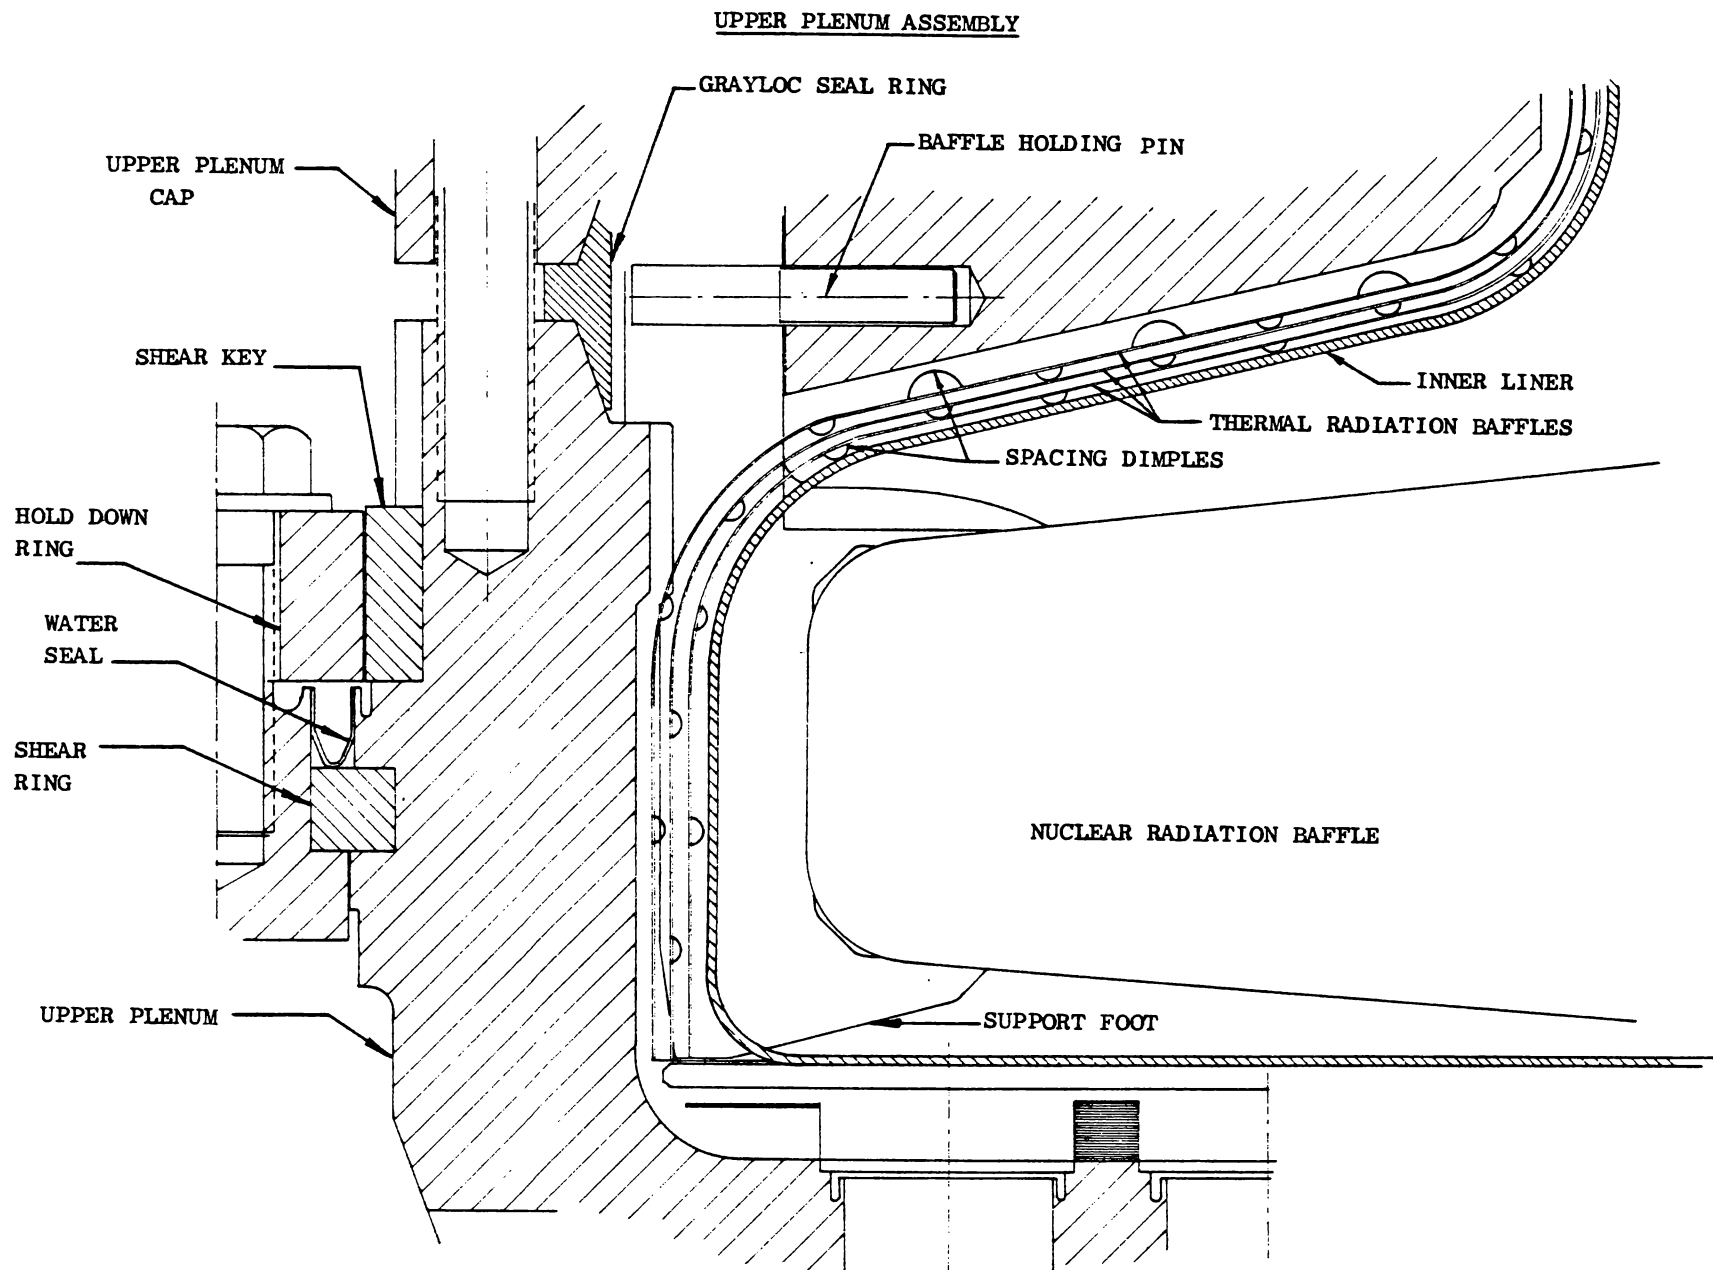 UPPER PLENUM ASSEMBLY
GRAYLOC SEAL RING
BAFFLE HOLDING PIN
UPPER PLENUM
CAP
SHEAR KEY
INNER LINER
THERMAL RADIATION BAFFLES
SPACING DIMPLES
HOLD DOWN
RING
WATER
SEAL
SHEAR
RING
NUCLEAR RADIATION BAFFLE
UPPER PLENUM
SUPPORT FOOT